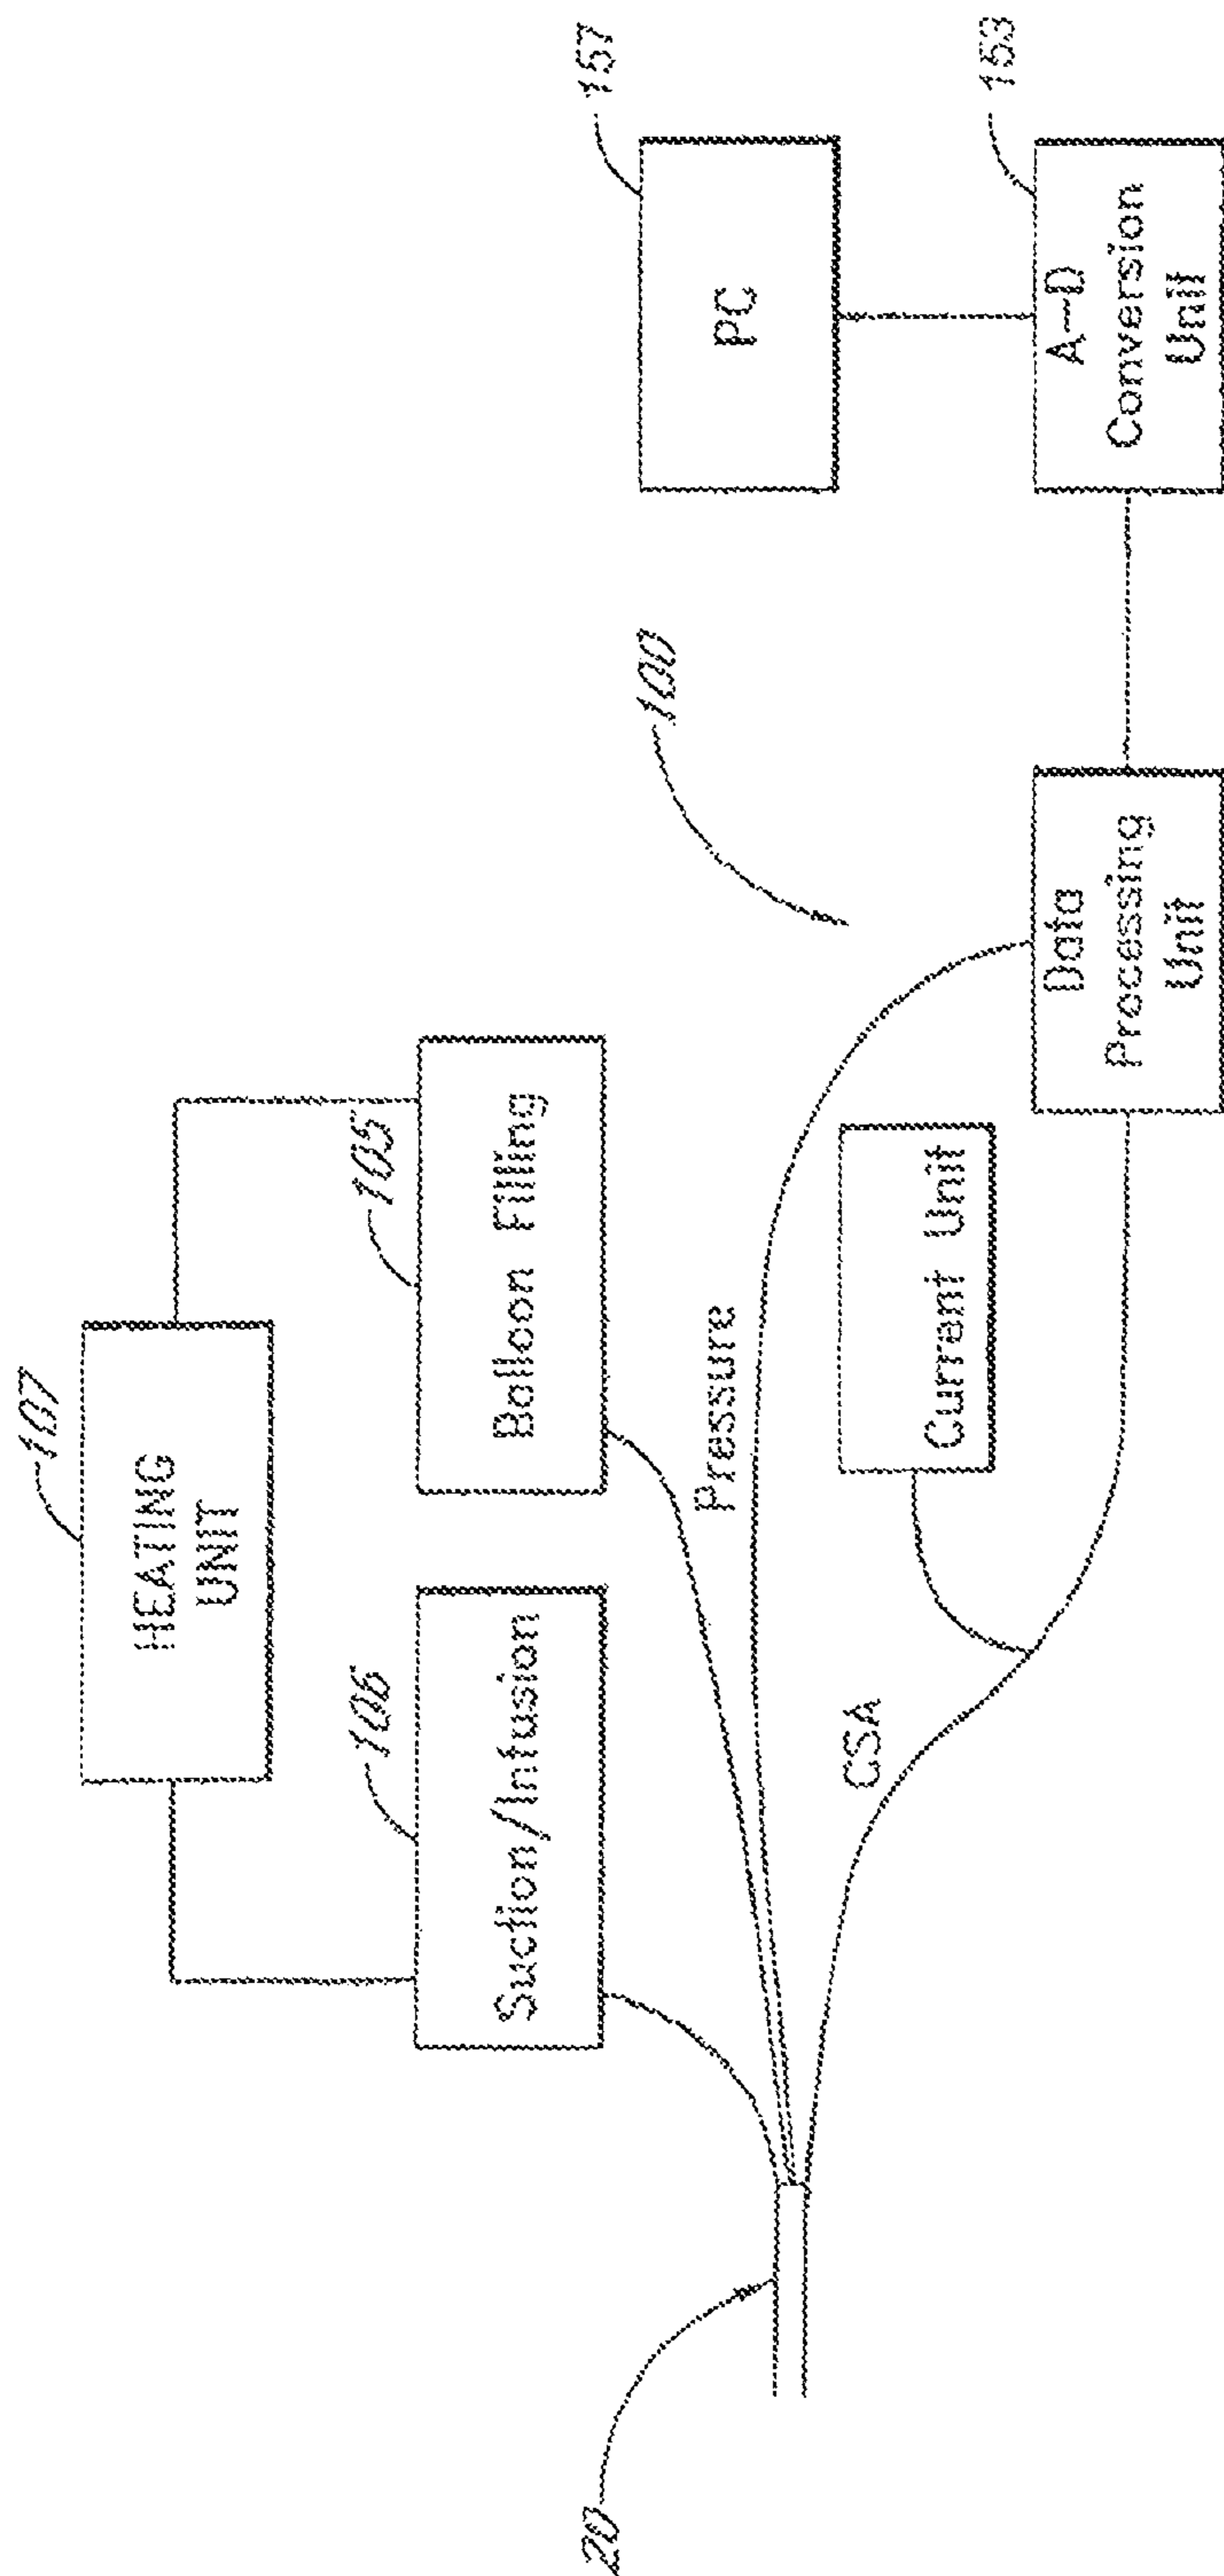 107
HEATING
UNIT
106
Suction/Infusion
105
Balloon Filling
157
PC
Pressure
100
Current Unit
CSA
20
Data
Processing
Unit
153
A-D
Conversion
Unit